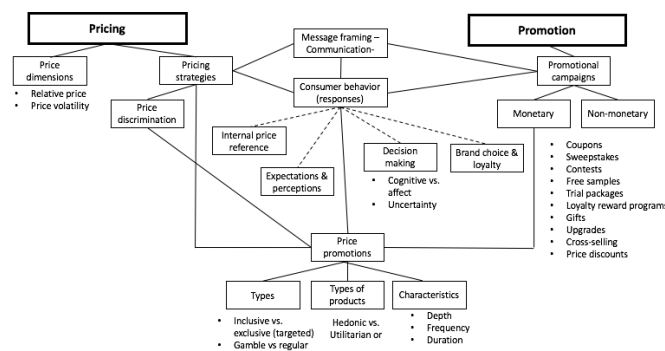 Pricing
Promotion
Message framing –
Communication-
Price
dimensions
• Relative price
• Price volatility
Pricing
strategies
Promotional
campaigns
Consumer behavior
(responses)
Price
discrimination
Monetary
Non-monetary
Internal price
reference
Expectations &
perceptions
Decision
making
• Cognitive vs.
affect
• Uncertainty
Brand choice &
loyalty
• Coupons
• Sweepstakes
• Contests
• Free samples
• Trial packages
• Loyalty reward programs
• Gifts
• Upgrades
• Cross-selling
• Price discounts
Price
promotions
Types
• Inclusive vs.
exclusive (targeted)
• Gamble vs regular
Types of
products
Hedonic vs.
Utilitarian or
Characteristics
• Depth
• Frequency
• Duration